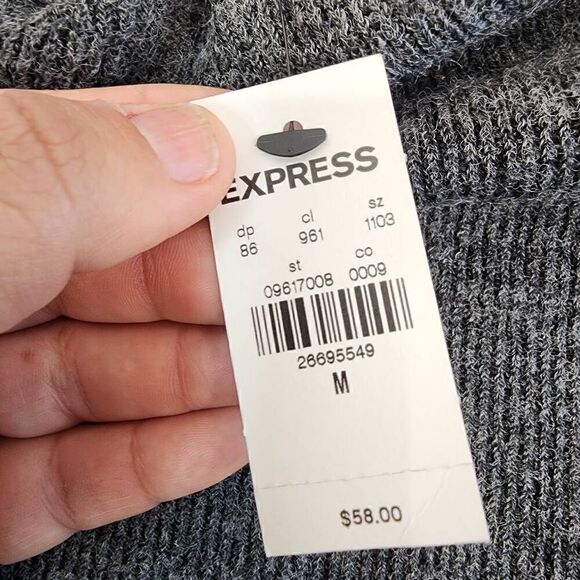 EXPRESS
dp cl sz
86 961 1103
st co
09617008 0009
26695549
M
$58.00